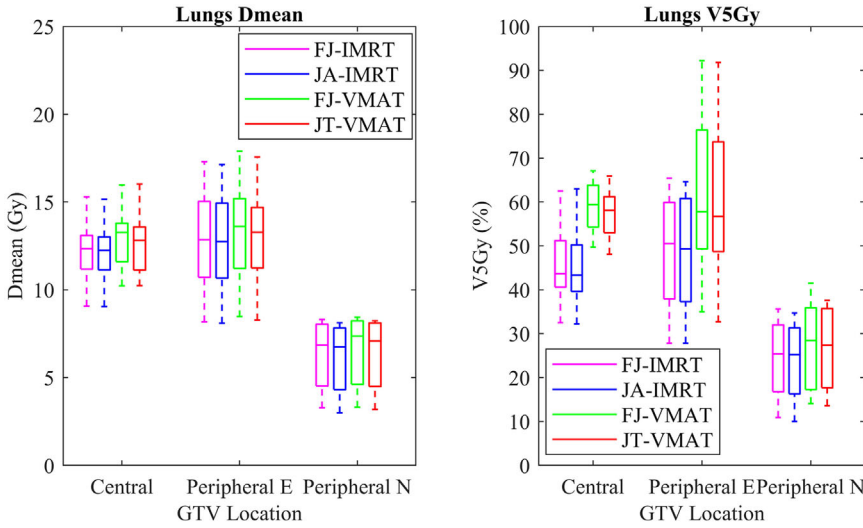 Lungs Dmean
25
20
15
10
5
0
Dmean (Gy)
FJ-IMRT
JA-IMRT
FJ-VMAT
JT-VMAT
Central
Peripheral E
Peripheral N
GTV Location
Lungs V5Gy
100
90
80
70
60
50
40
30
20
10
0
V5Gy (%)
FJ-IMRT
JA-IMRT
FJ-VMAT
JT-VMAT
Central
Peripheral E
Peripheral N
GTV Location